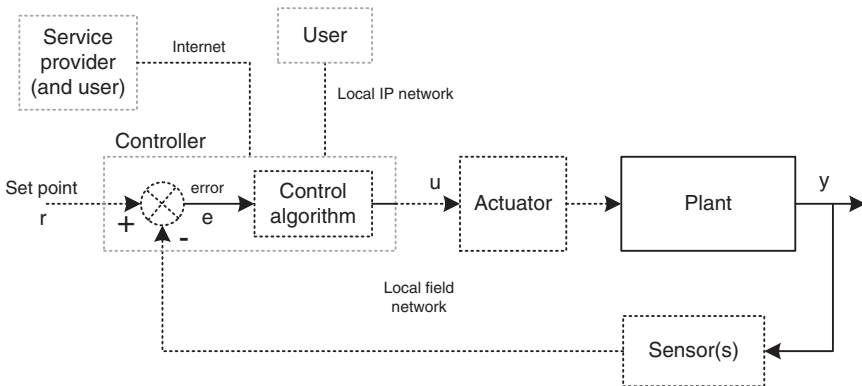 Service
provider
(and user)
Internet
User
Local IP network
Controller
Set point
r
+
-
error
e
Control
algorithm
u
Actuator
Plant
y
Local field
network
Sensor(s)